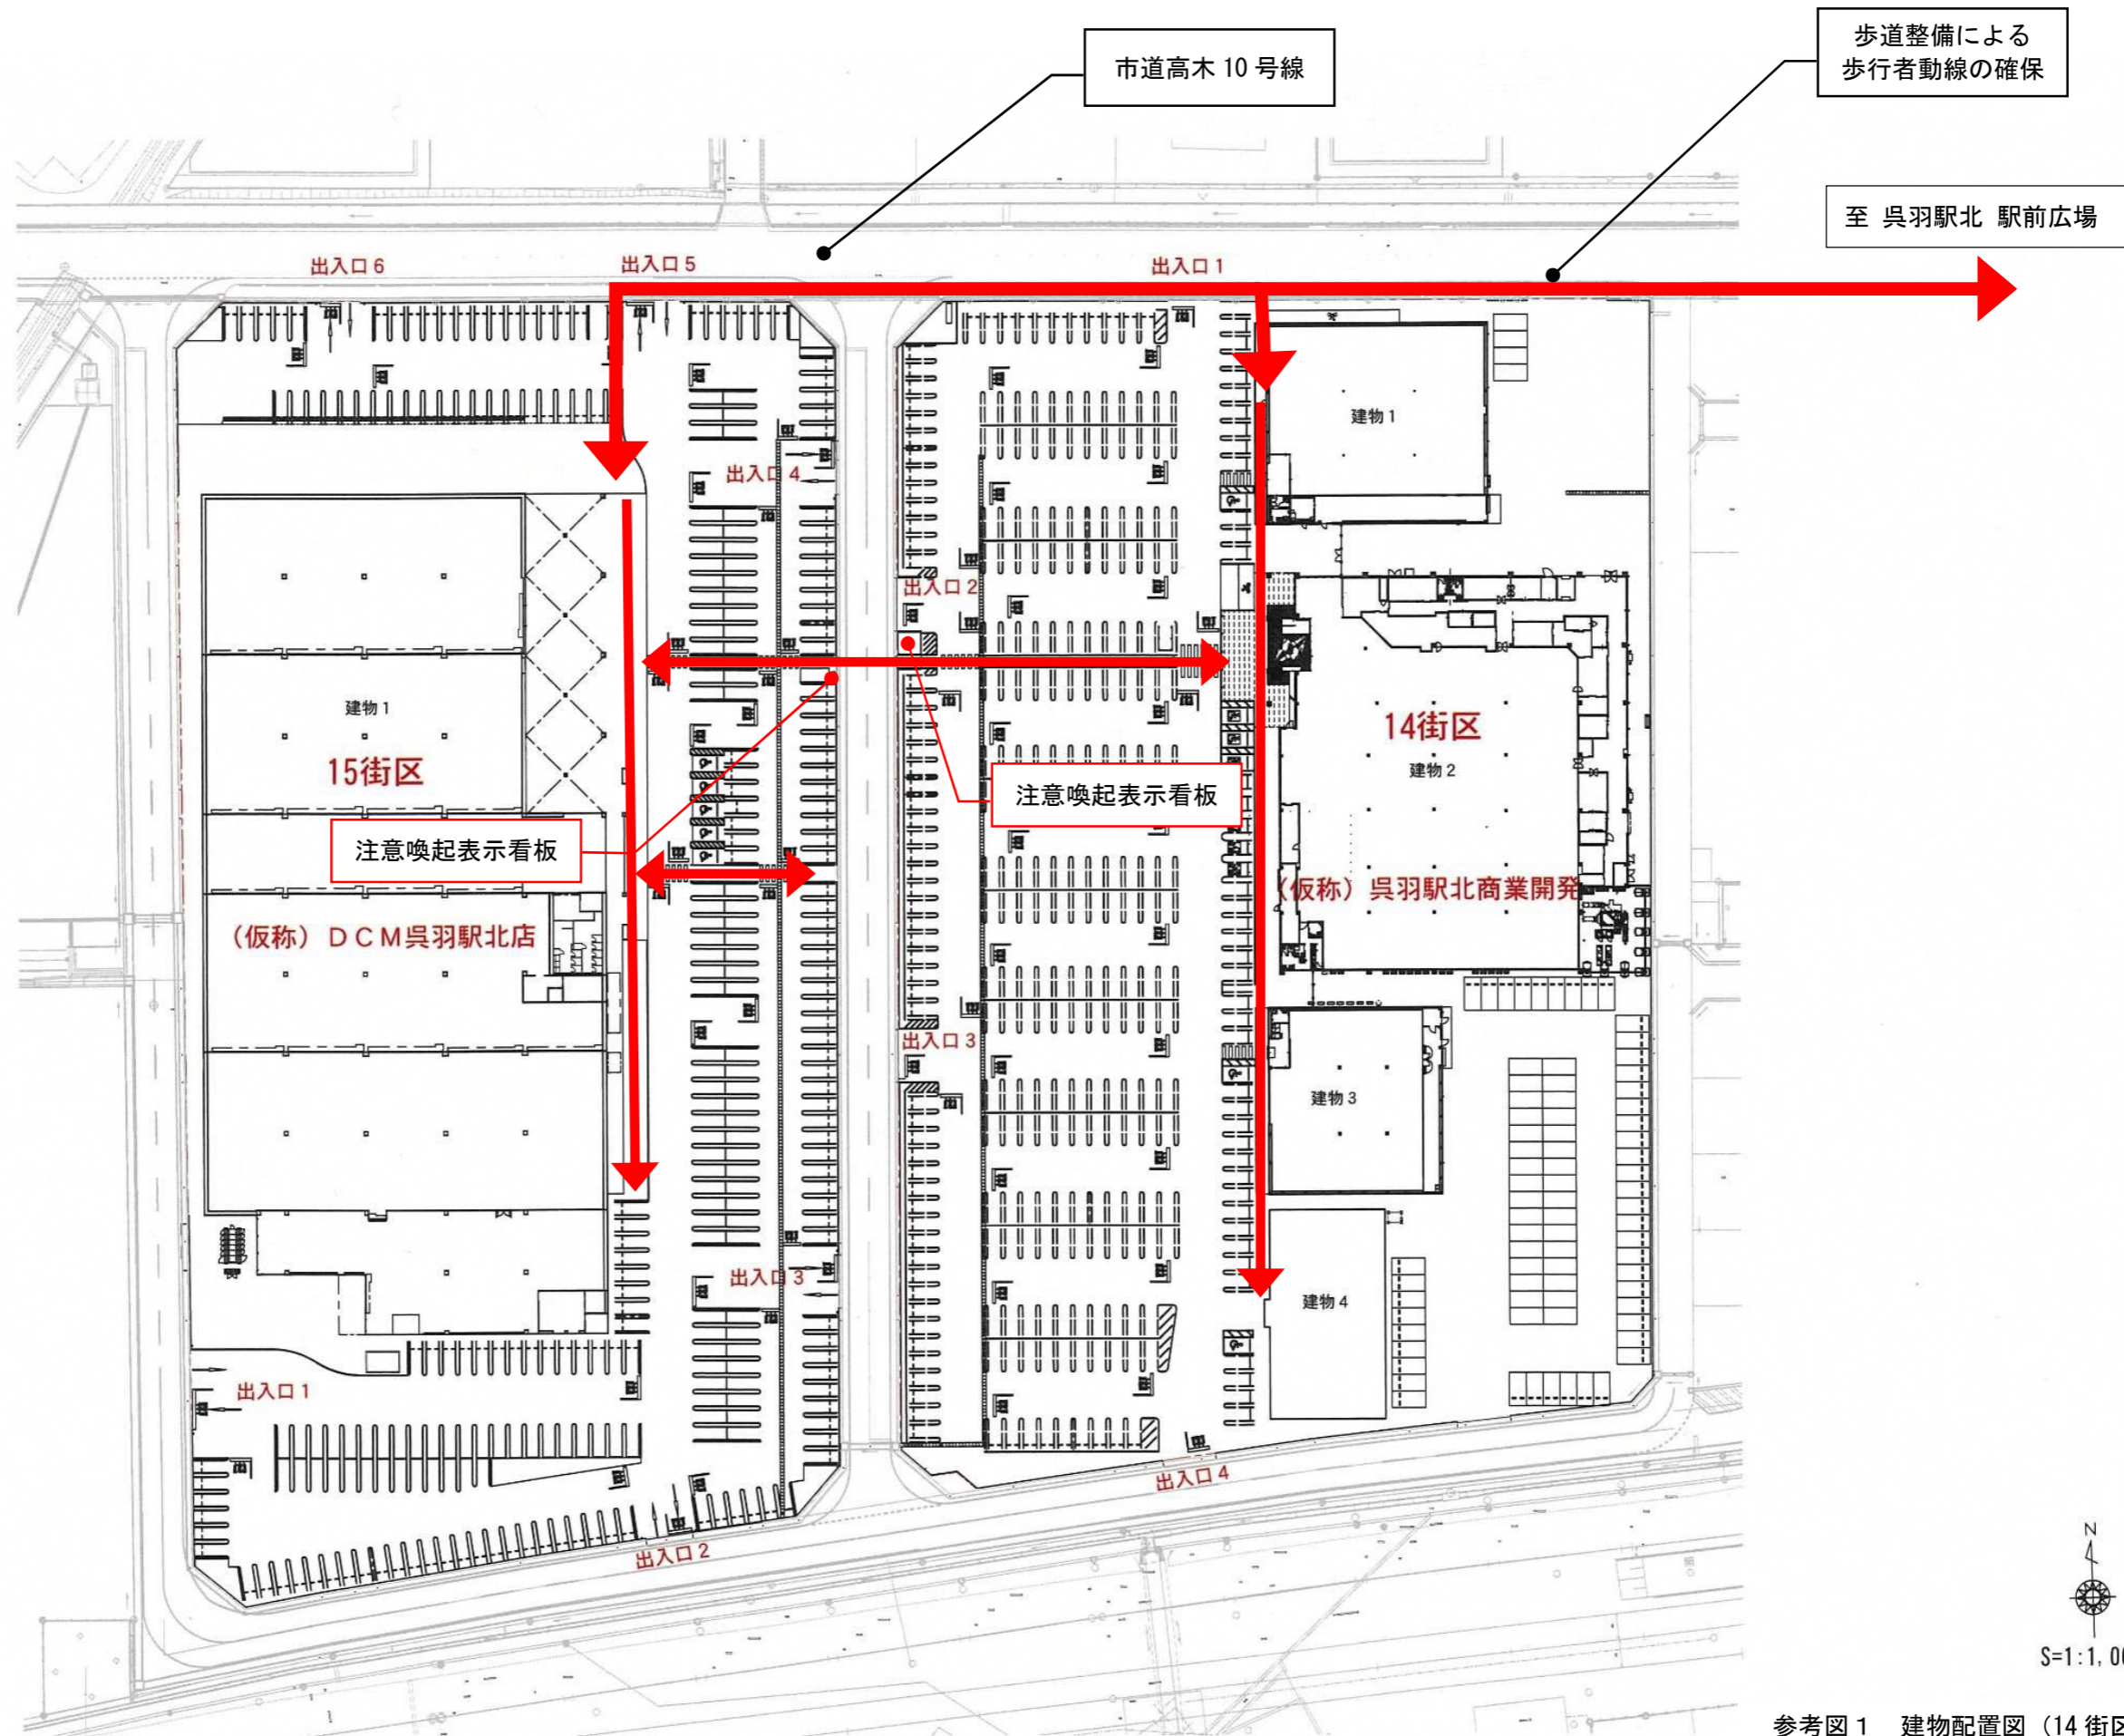 市道高木 10 号線
歩道整備による
歩行者動線の確保
至 呉羽駅北 駅前広場
出入口6
出入口5
出入口1
建物1
出入口4
出入口2
建物1
15街区
14街区
建物2
注意喚起表示看板
注意喚起表示看板
(仮称)呉羽駅北商業開発
(仮称)DCM呉羽駅北店
出入口3
建物3
出入口3
建物4
出入口1
出入口4
出入口2
N
S=1:1,00
参考図1 建物配置図(14 街区